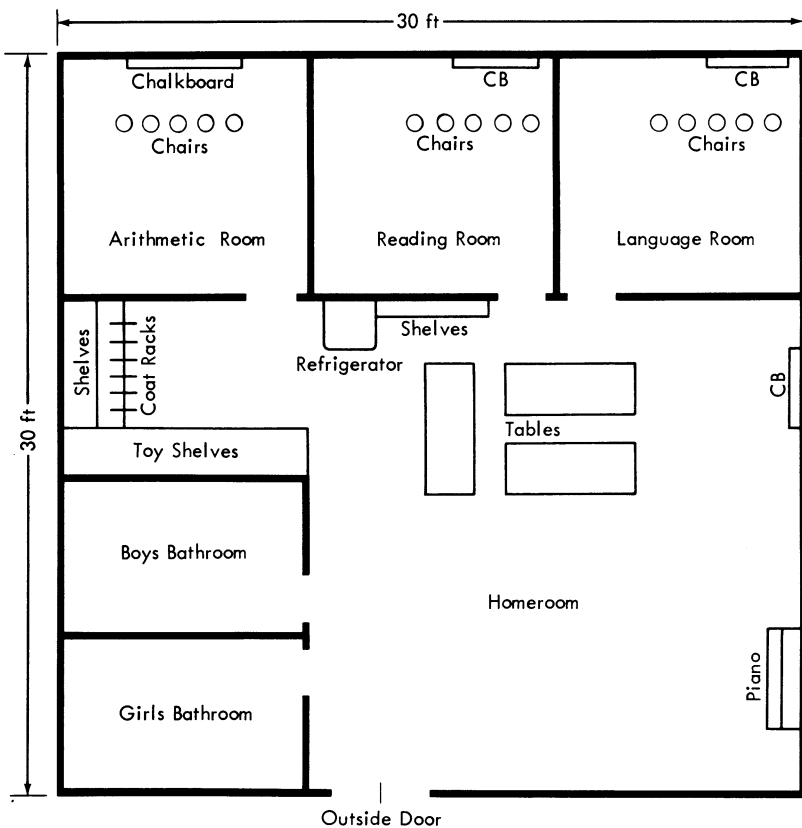 30 ft
Chalkboard
CB
CB
Chairs
Chairs
Chairs
Arithmetic Room
Reading Room
Language Room
Shelves
Coat Racks
Shelves
Refrigerator
CB
30 ft
Tables
Toy Shelves
Boys Bathroom
Homeroom
Piano
Girls Bathroom
Outside Door